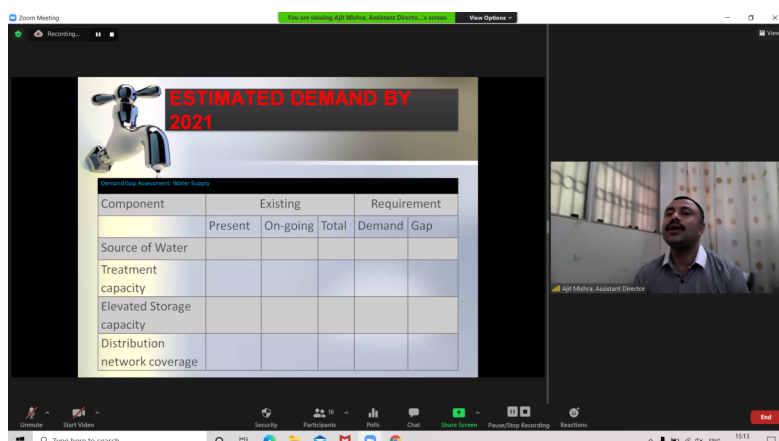 Zoom Meeting
You are viewing Ajit Mishra, Assistant Directo...'s screen
View Options
Recording...
View
ESTIMATED DEMAND BY
2021
Demand Gap Assessment: Water Supply
Component Existing Requirement
Present On-going Total Demand Gap
Source of Water
Treatment
capacity
Elevated Storage
capacity
Distribution
network coverage
Ajit Mishra, Assistant Director
Unmute Start Video Security Participants 16 Polls Chat Share Screen Pause/Stop Recording Reactions End
Type here to search
ENG 15:13